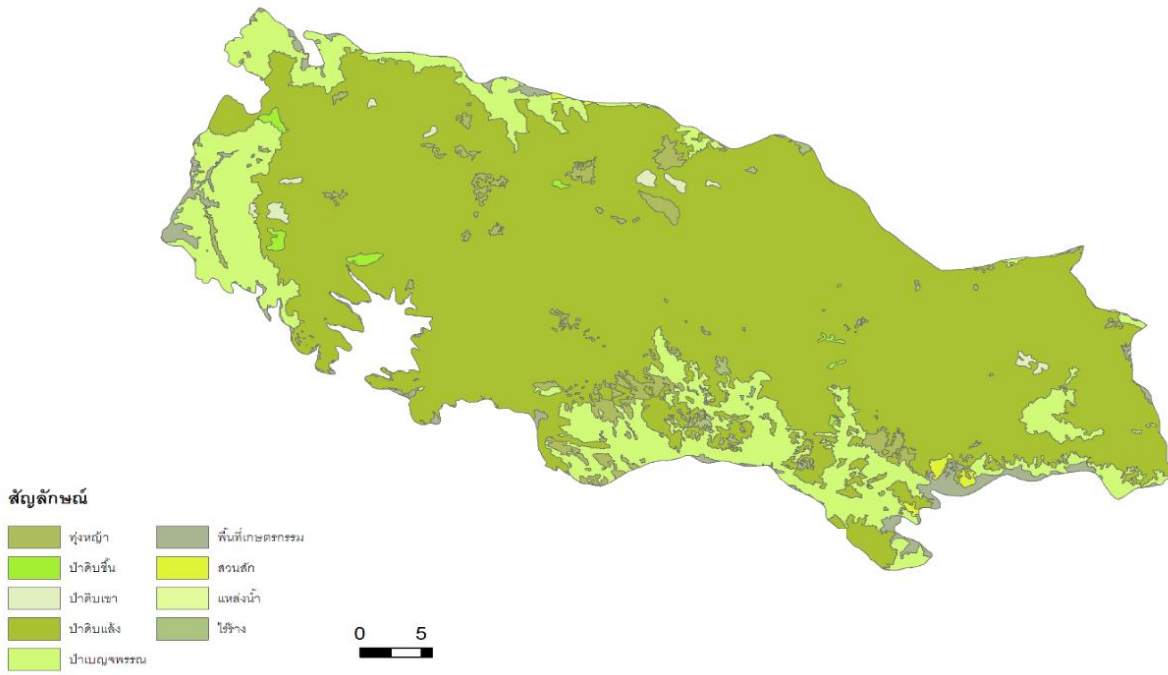 สัญลักษณ์
ทุ่งหญ้า
ป่าดิบชื้น
ป่าดิบเขา
ป่าดิบแล้ง
ป่าเบญจพรรณ
พื้นที่เกษตรกรรม
สวนสัก
แหล่งน้ำ
ไร่ร้าง
0 5